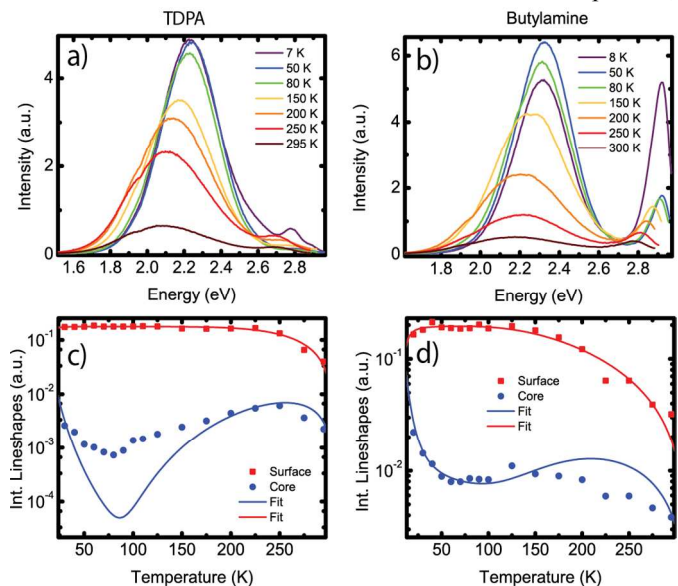 TDPA
Butylamine
a)
7 K
50 K
80 K
150 K
200 K
250 K
295 K
Intensity (a.u.)
4
2
0
1.6 1.8 2.0 2.2 2.4 2.6 2.8
Energy (eV)
b)
8 K
50 K
80 K
150 K
200 K
250 K
300 K
Intensity (a.u.)
6
4
2
0
1.8 2.0 2.2 2.4 2.6 2.8
Energy (eV)
c)
Surface
Core
Fit
Fit
Int. Lineshapes (a.u.)
10⁻¹
10⁻²
10⁻³
10⁻⁴
50 100 150 200 250
Temperature (K)
d)
Surface
Core
Fit
Fit
Int. Lineshapes (a.u.)
10⁻¹
10⁻²
50 100 150 200 250
Temperature (K)